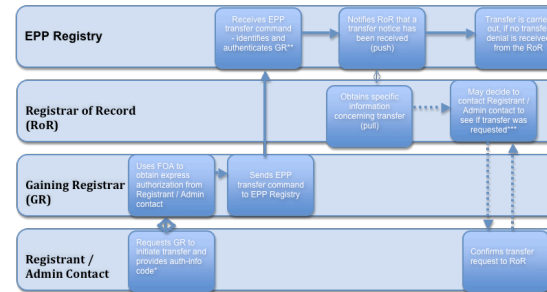 EPP Registry
Receives EPP
transfer command
- identifies and
authenticates GR**
Notifies RoR that a
transfer notice has
been received
(push)
Transfer is carried
out, if no transfer
denial is received
from the RoR
Registrar of Record
(RoR)
Obtains specific
information
concerning transfer
(pull)
May decide to
contact Registrant /
Admin contact to
see if transfer was
requested***
Gaining Registrar
(GR)
Uses FOA to
obtain express
authorization from
Registrant / Admin
contact
Sends EPP
transfer command
to EPP Registry
Registrant /
Admin Contact
Requests GR to
initiate transfer and
provides auth-info
code*
Confirms transfer
request to RoR